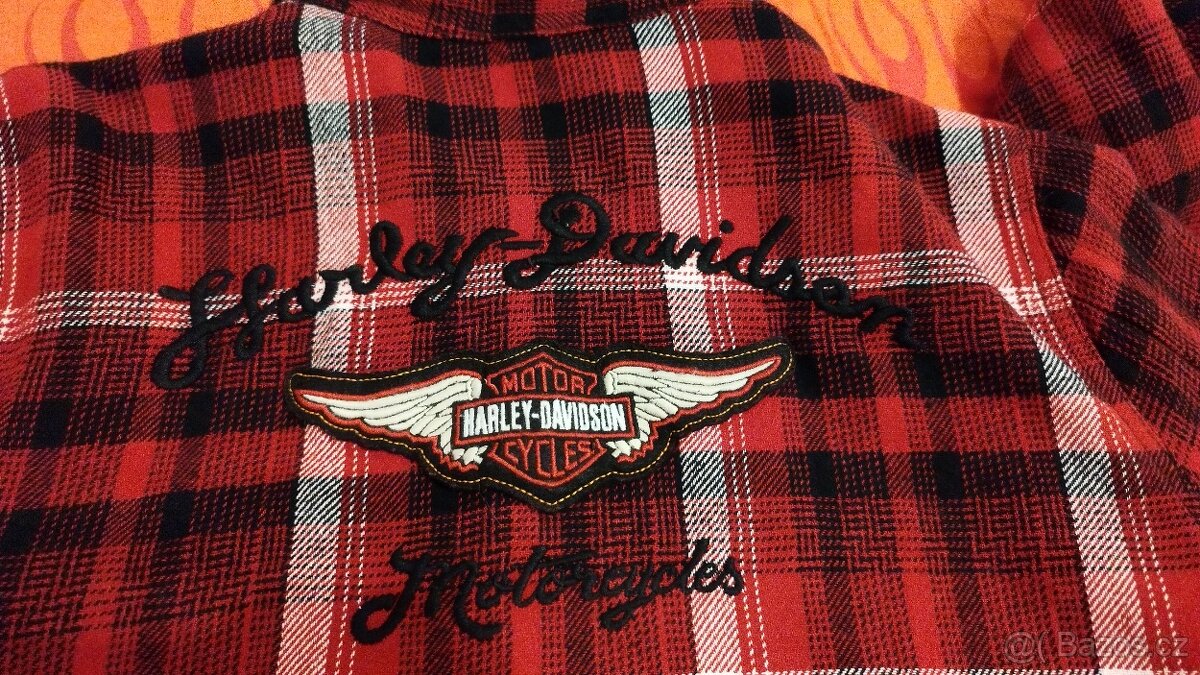 Harley-Davidson
MOTOR
HARLEY-DAVIDSON
CYCLES
Motorcycles
@( Bazos.cz